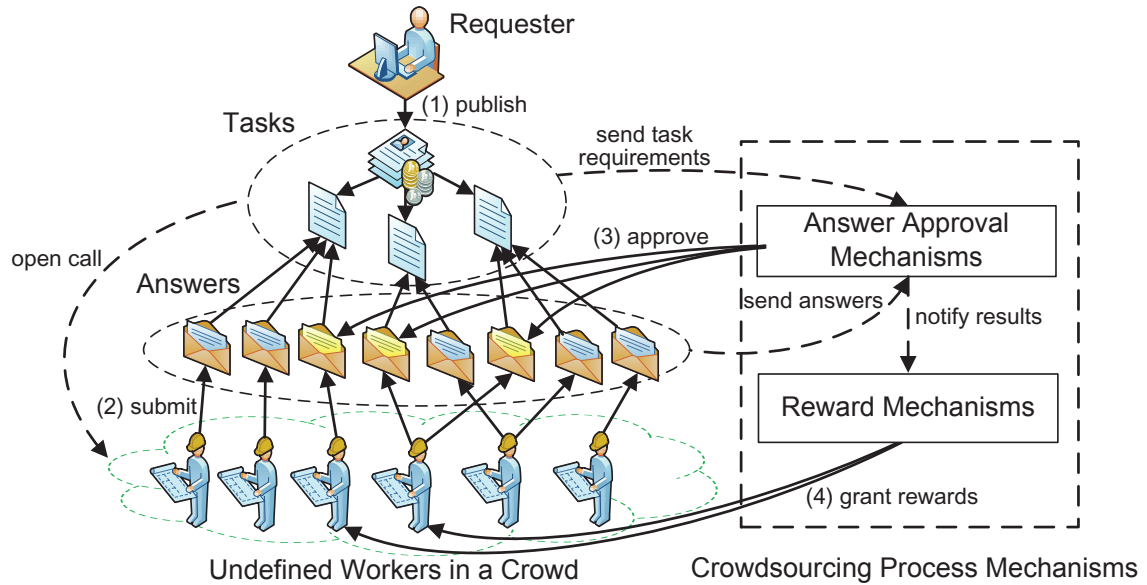 Requester
(1) publish
Tasks
send task
requirements
Answer Approval
Mechanisms
(3) approve
open call
Answers
send answers
notify results
Reward Mechanisms
(2) submit
(4) grant rewards
Undefined Workers in a Crowd
Crowdsourcing Process Mechanisms